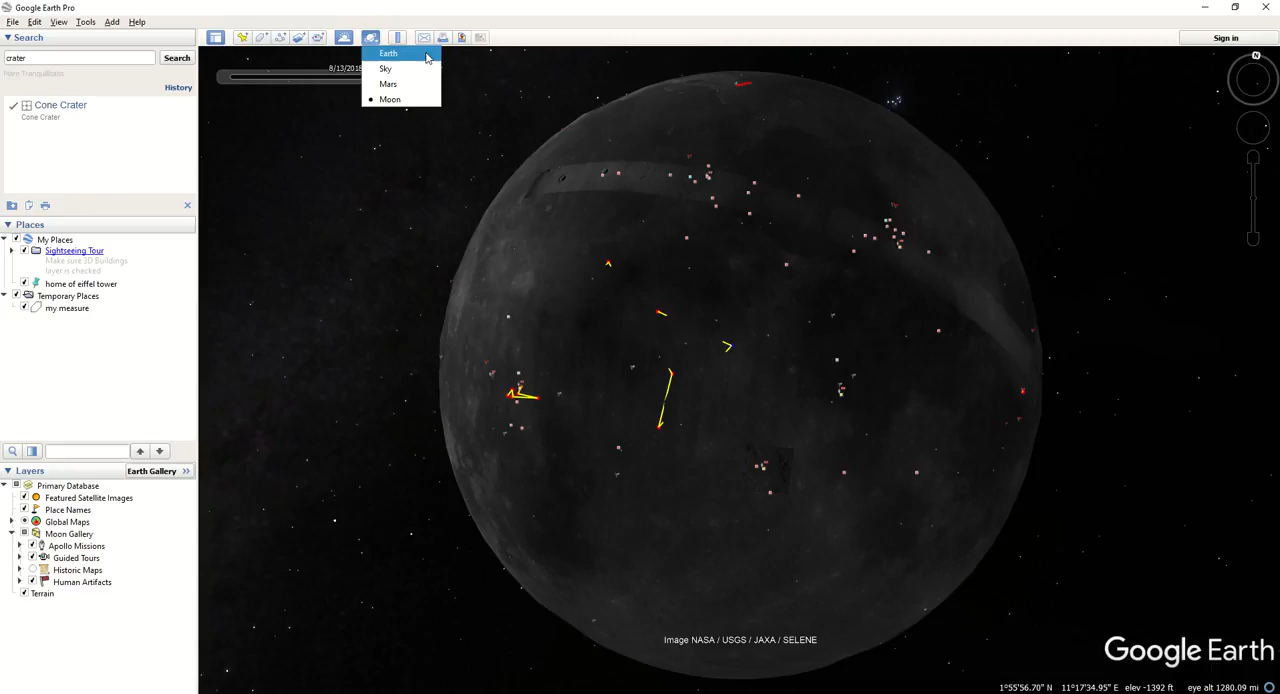 Google Earth Pro
File Edit View Tools Add Help
Search
Sign in
Earth
Sky
Mars
Moon
crater
Search
Mare Tranquillitatis
History
Cone Crater
Cone Crater
8/13/2018
N
Places
My Places
Sightseeing Tour
Make sure 3D Buildings
layer is checked
home of eiffel tower
Temporary Places
my measure
Layers
Earth Gallery >>
Primary Database
Featured Satellite Images
Place Names
Global Maps
Moon Gallery
Apollo Missions
Guided Tours
Historic Maps
Human Artifacts
Terrain
Image NASA / USGS / JAXA / SELENE
Google Earth
1°55'56.70" N 11°17'34.95" E elev -1392 ft eye alt 1280.09 mi